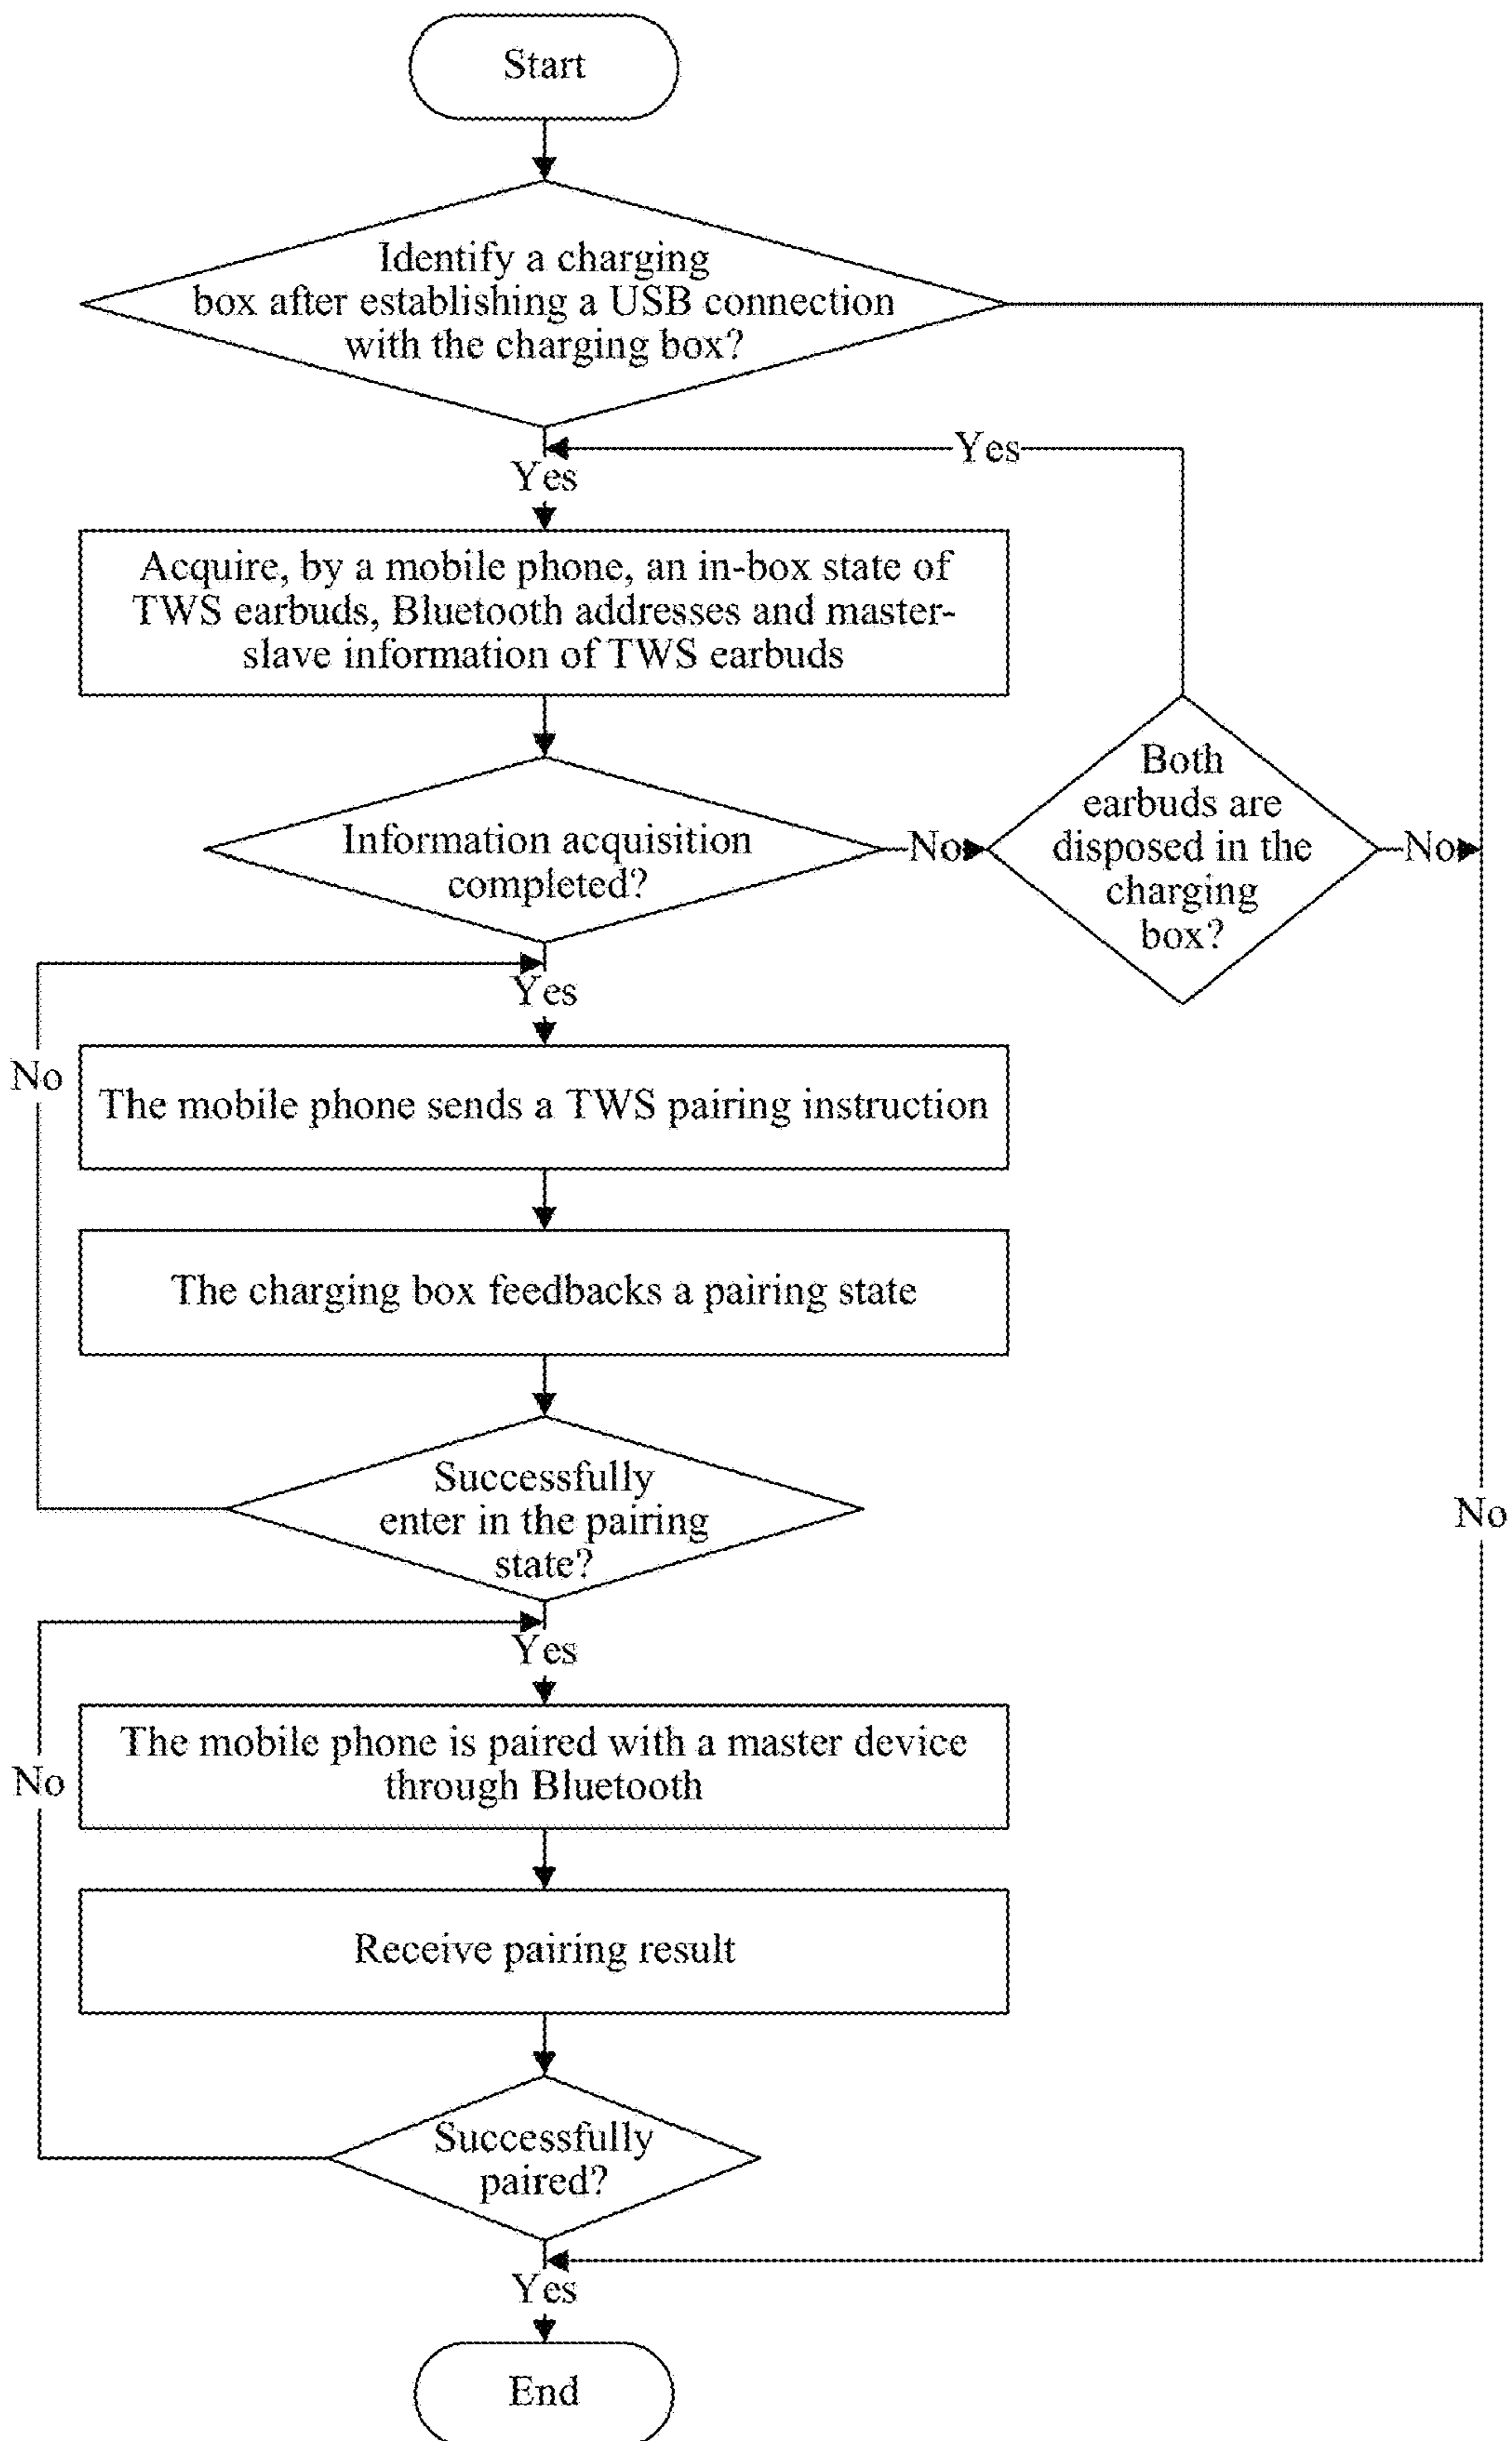 Start
Identify a charging
box after establishing a USB connection
with the charging box?
Yes
Yes
Acquire, by a mobile phone, an in-box state of
TWS earbuds, Bluetooth addresses and master-
slave information of TWS earbuds
Information acquisition
completed?
No
Both
earbuds are
disposed in the
charging
box?
No
Yes
No
The mobile phone sends a TWS pairing instruction
The charging box feedbacks a pairing state
Successfully
enter in the pairing
state?
No
Yes
The mobile phone is paired with a master device
through Bluetooth
No
Receive pairing result
Successfully
paired?
Yes
End